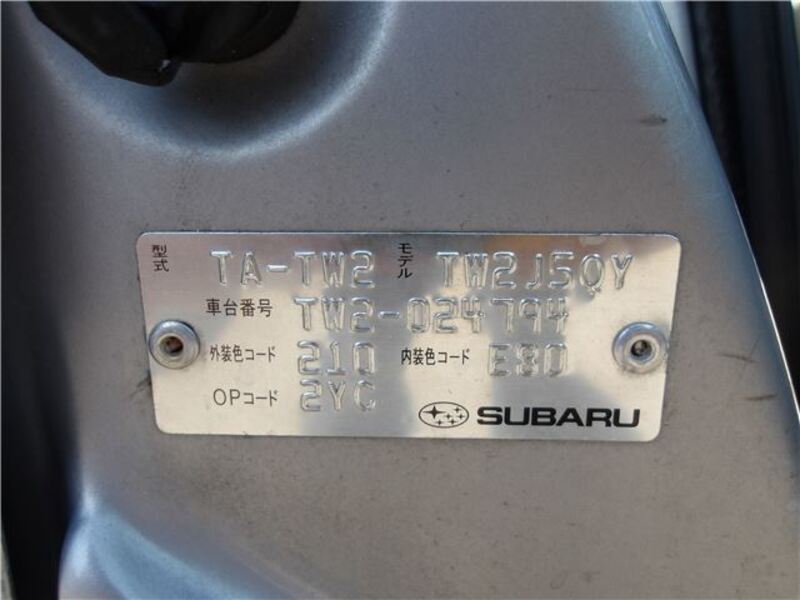 型式 TA-TW2 モデル TW2J5QY
車台番号 TW2-024794
外装色コード 210 内装色コード E80
OPコード 2YC
SUBARU